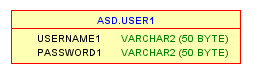 ASD.USER1
USERNAME1 VARCHAR2 (50 BYTE)
PASSWORD1 VARCHAR2 (50 BYTE)